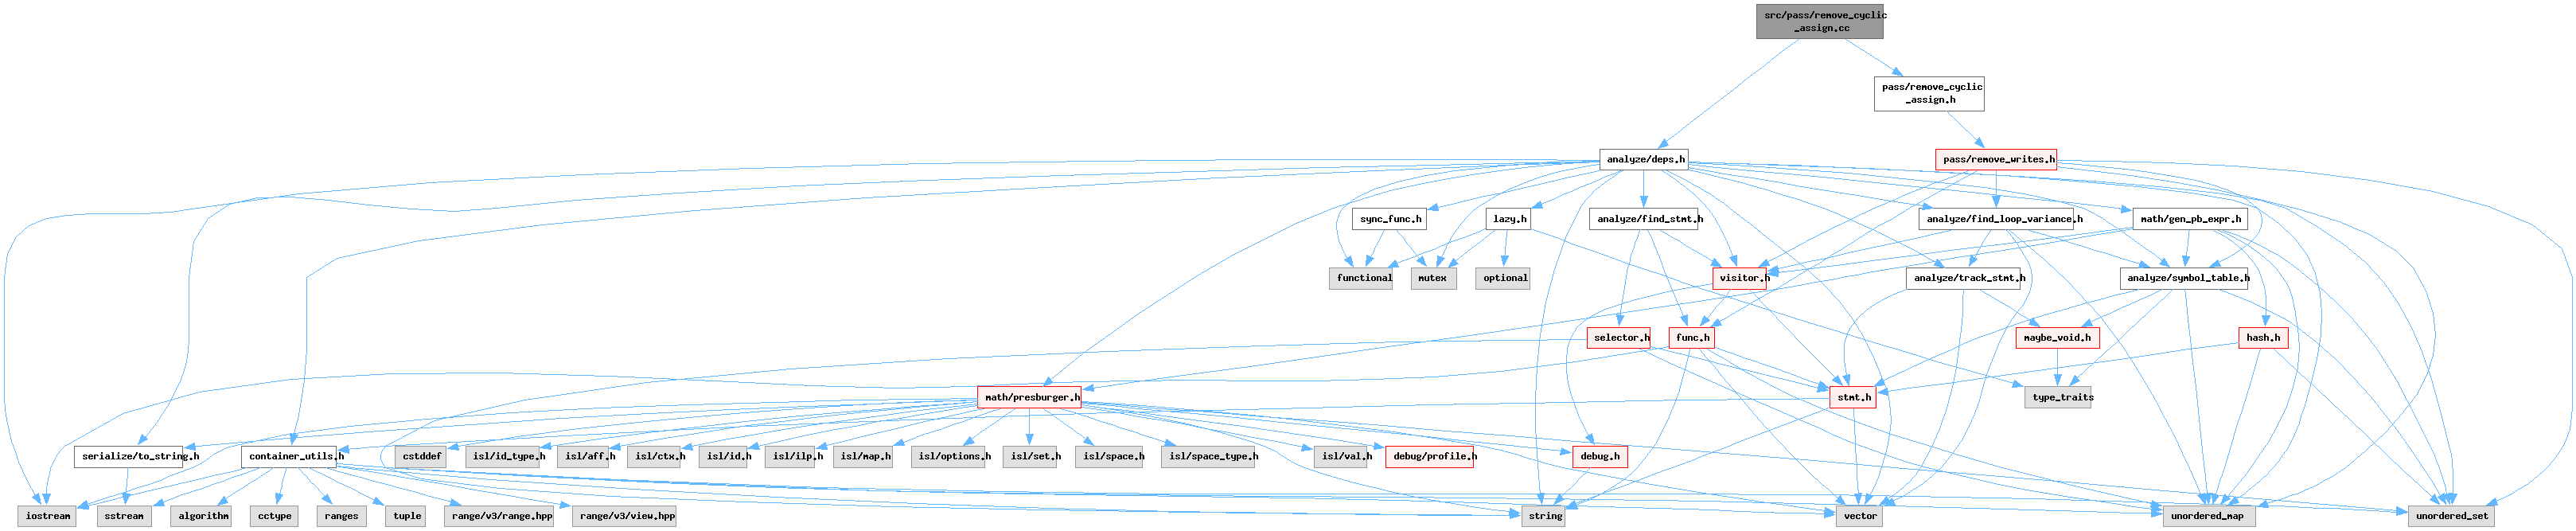 src/pass/remove_cyclic
_assign.cc
pass/remove_cyclic
_assign.h
analyze/deps.h
pass/remove_writes.h
sync_func.h
lazy.h
analyze/find_stmt.h
analyze/find_loop_variance.h
math/gen_pb_expr.h
functional
mutex
optional
visitor.h
analyze/track_stmt.h
analyze/symbol_table.h
selector.h
func.h
maybe_void.h
hash.h
math/presburger.h
stmt.h
type_traits
serialize/to_string.h
container_utils.h
cstddef
isl/id_type.h
isl/aff.h
isl/ctx.h
isl/id.h
isl/ilp.h
isl/map.h
isl/options.h
isl/set.h
isl/space.h
isl/space_type.h
isl/val.h
debug/profile.h
debug.h
iostream
sstream
algorithm
cctype
ranges
tuple
range/v3/range.hpp
range/v3/view.hpp
string
vector
unordered_map
unordered_set